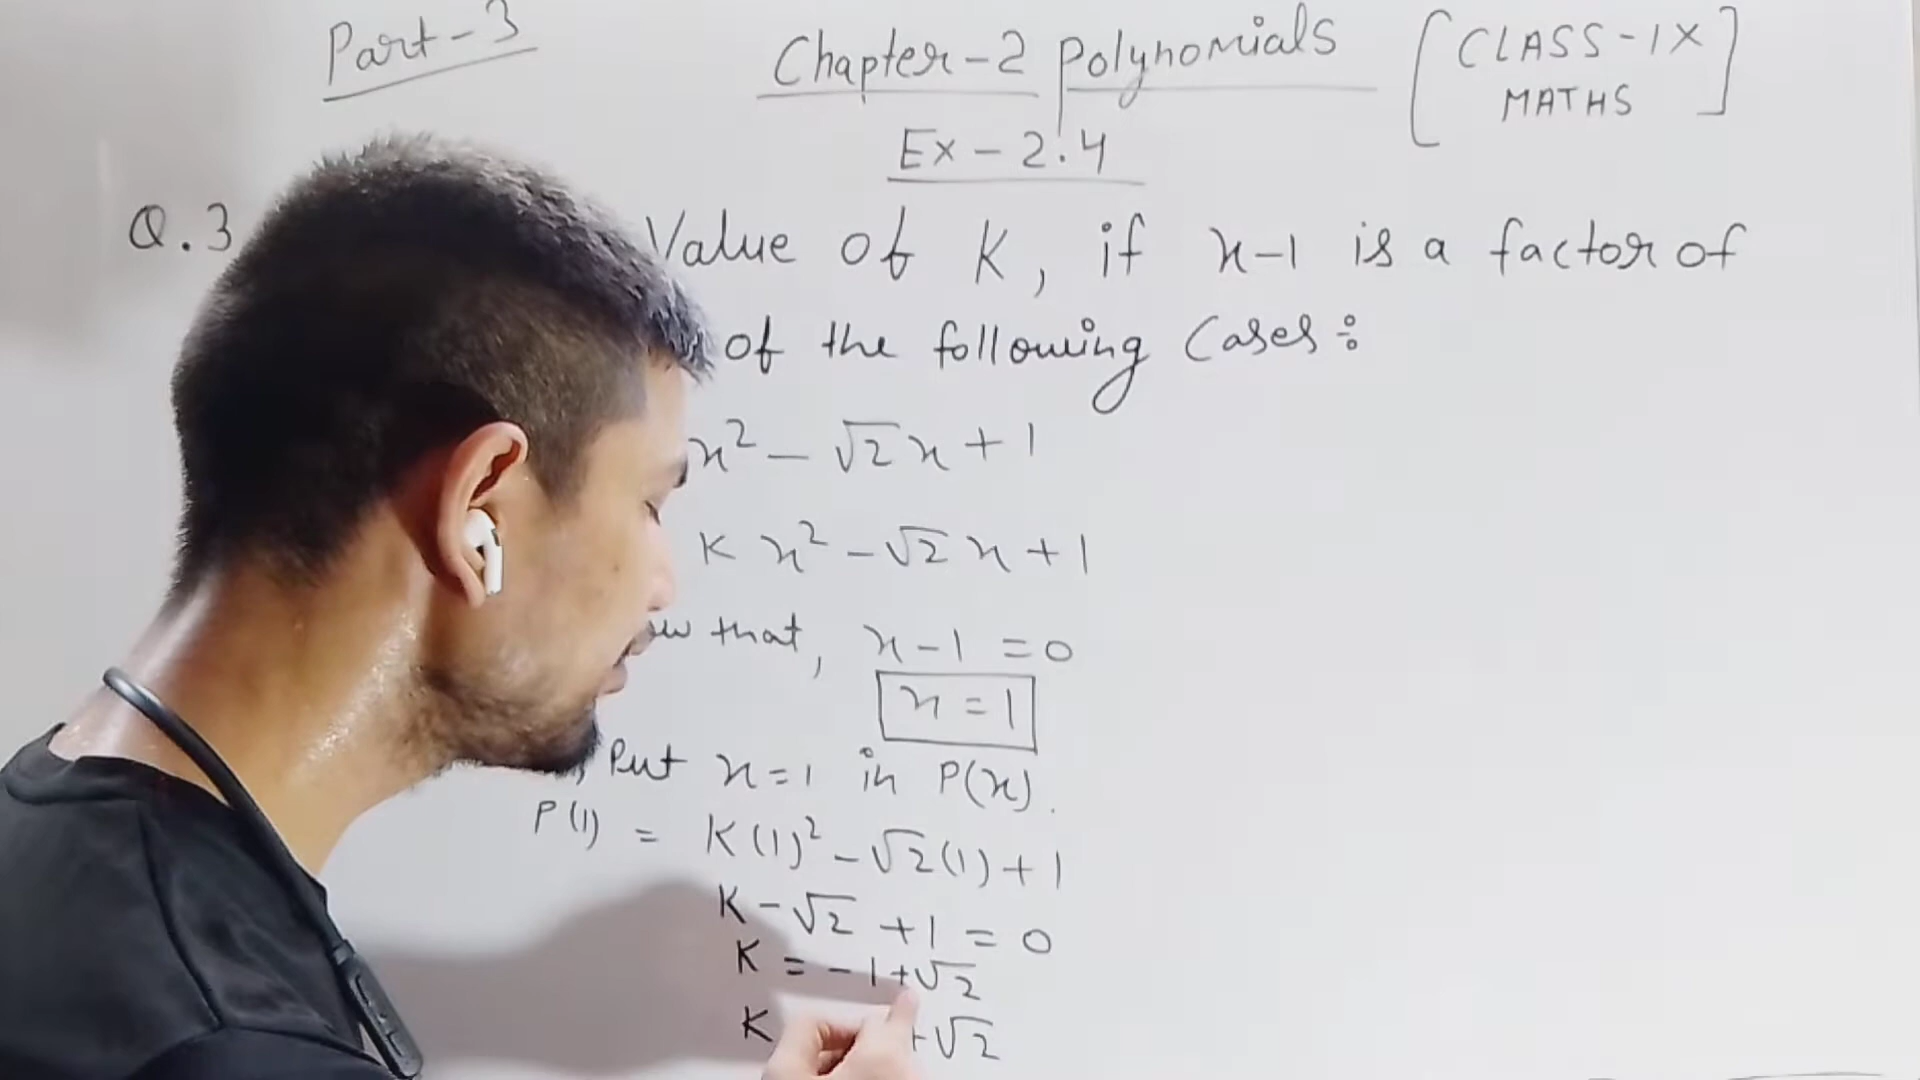 Part-3
Chapter-2 Polynomials
[CLASS-IX
MATHS]
Ex-2.4
Q.3 Value of K, if x-1 is a factor of
of the following Cases:
x² - √2x + 1
K x² - √2 x + 1
that, x-1 = 0
x = 1
Put x=1 in P(x).
P(1) = K(1)² - √2(1) + 1
K - √2 + 1 = 0
K = -1+√2
K +√2